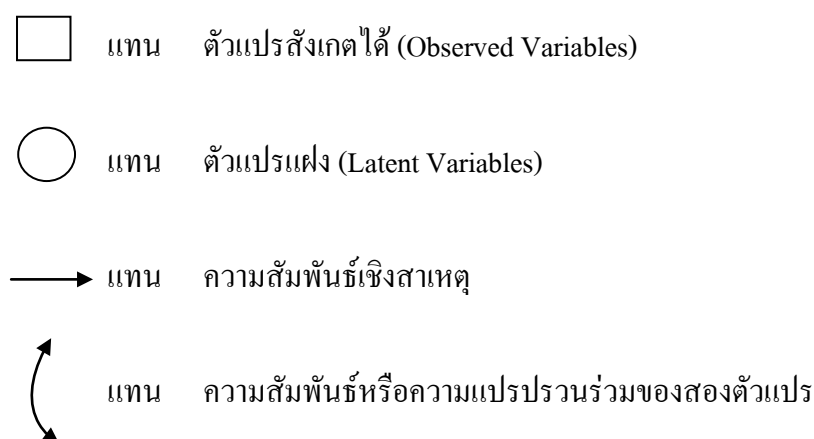 แทน ตัวแปรสังเกตได้ (Observed Variables)
แทน ตัวแปรแฝง (Latent Variables)
แทน ความสัมพันธ์เชิงสาเหตุ
แทน ความสัมพันธ์หรือความแปรปรวนร่วมของสองตัวแปร